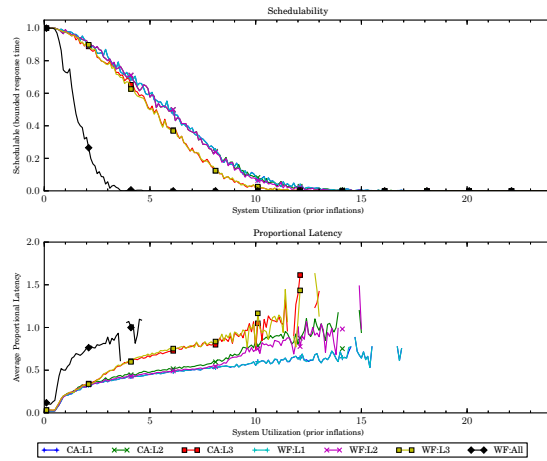 Schedulability
Schedulable (bounded response time)
1.0
0.8
0.6
0.4
0.2
0.0
0 5 10 15 20
System Utilization (prior inflations)
Proportional Latency
Average Proportional Latency
2.0
1.5
1.0
0.5
0.0
0 5 10 15 20
System Utilization (prior inflations)
CA:L1 CA:L2 CA:L3 WF:L1 WF:L2 WF:L3 WF:All